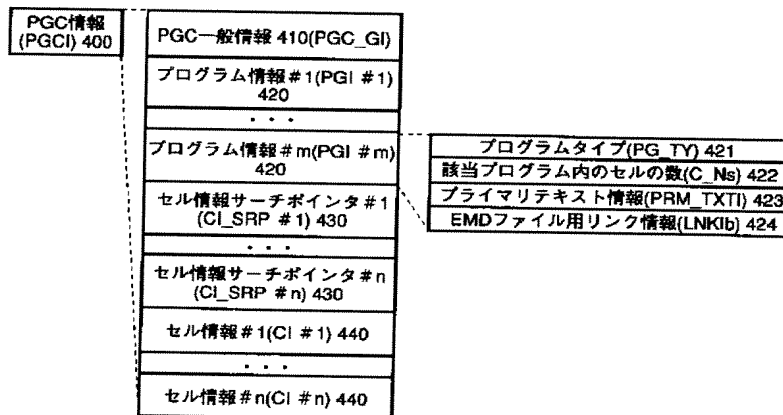 PGC情報
(PGCI) 400
PGC一般情報 410(PGC_GI)
プログラム情報＃1(PGI #1)
420
・・・
プログラム情報＃m(PGI #m)
420
セル情報サーチポインタ＃1
(CI_SRP #1) 430
・・・
セル情報サーチポインタ＃n
(CI_SRP #n) 430
セル情報＃1(CI #1) 440
・・・
セル情報＃n(CI #n) 440
プログラムタイプ(PG_TY) 421
該当プログラム内のセルの数(C_Ns) 422
プライマリテキスト情報(PRM_TXTI) 423
EMDファイル用リンク情報(LNKIb) 424